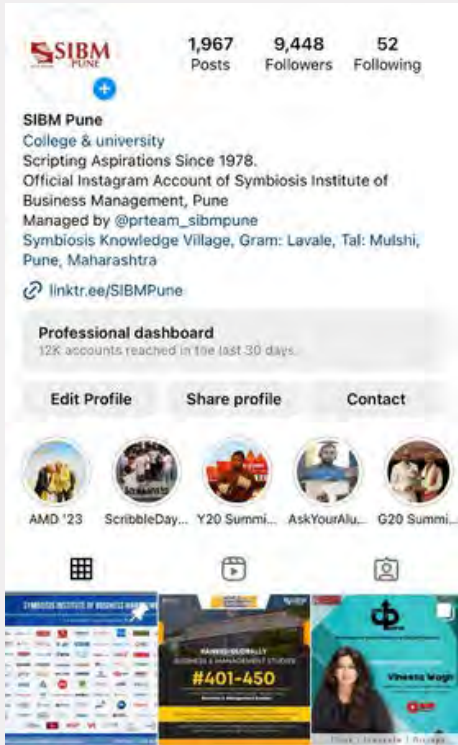 SIBM
PUNE
1,967
Posts
9,448
Followers
52
Following
SIBM Pune
College & university
Scripting Aspirations Since 1978.
Official Instagram Account of Symbiosis Institute of
Business Management, Pune
Managed by @prteam_sibmpune
Symbiosis Knowledge Village, Gram: Lavale, Tal: Mulshi,
Pune, Maharashtra
linktr.ee/SIBMPune
Professional dashboard
12K accounts reached in the last 30 days.
Edit Profile
Share profile
Contact
AMD '23
ScribbleDay...
Y20 Summi...
AskYourAlu...
G20 Summi...
SYMBIOSIS INSTITUTE OF BUSINESS MANAGEM
RANKED GLOBALLY
BUSINESS & MANAGEMENT STUDIES
#401-450
Vineeta Wagh